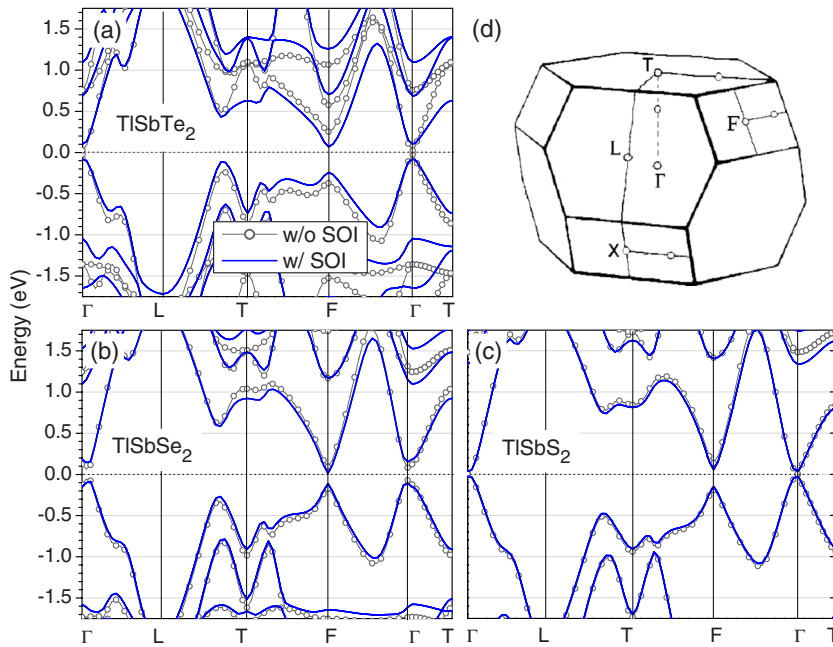 (a)
1.5
1.0
0.5
0.0
-0.5
-1.0
-1.5
TlSbTe2
w/o SOI
w/ SOI
Γ L T F Γ T
(d)
T
F
L
Γ
X
Energy (eV)
(b)
1.5
1.0
0.5
0.0
-0.5
-1.0
-1.5
TlSbSe2
Γ L T F Γ T
(c)
TlSbS2
Γ L T F Γ T